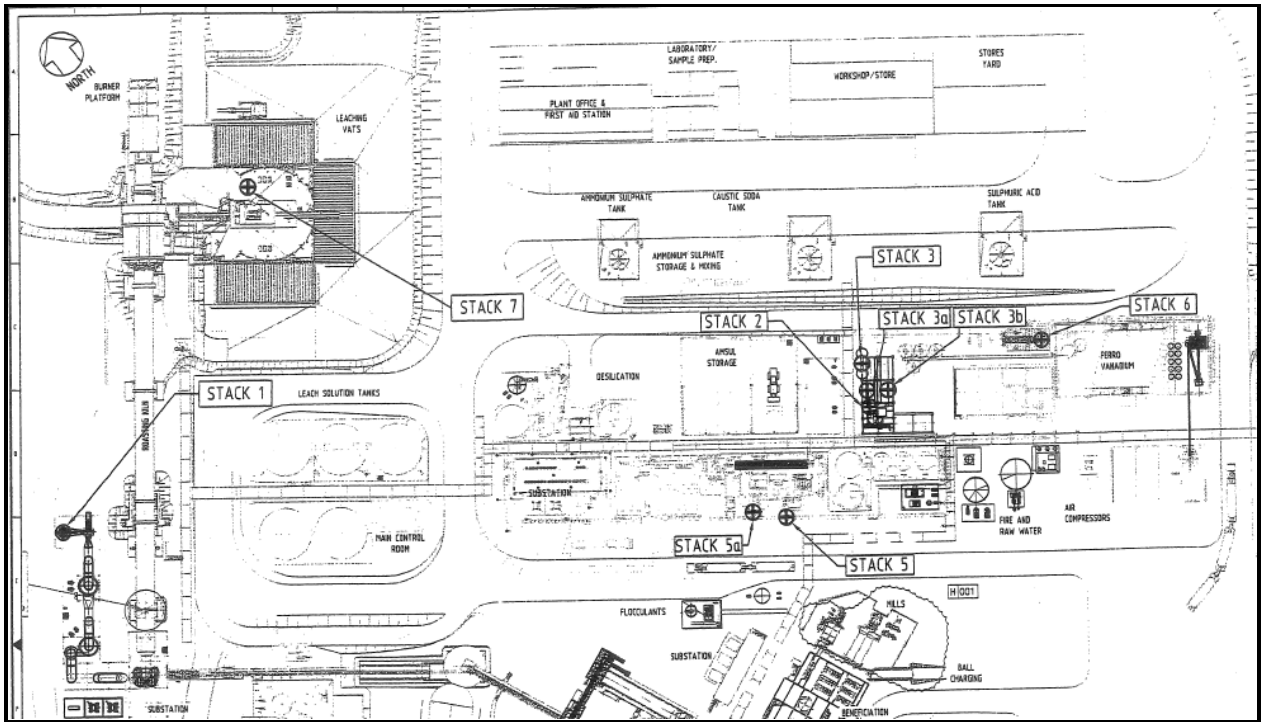 NORTH
BURNER
PLATFORM
LEACHING
VATS
LABORATORY/
SAMPLE PREP.
STORES
YARD
WORKSHOP/STORE
PLANT OFFICE &
FIRST AID STATION
AMMONIUM SULPHATE
TANK
CAUSTIC SODA
TANK
SULPHURIC ACID
TANK
AMMONIUM SULPHATE
STORAGE & MIXING
STACK 3
STACK 7
STACK 2
STACK 3a
STACK 3b
STACK 6
AMSUL
STORAGE
FERRO
VANADIUM
DESILICATION
STACK 1
LEACH SOLUTION TANKS
ROASTING KILN
SUBSTATION
MAIN CONTROL
ROOM
FIRE AND
RAW WATER
AIR
COMPRESSORS
STACK 5a
STACK 5
H 001
FLOCCULANTS
MILLS
SUBSTATION
BALL
CHARGING
SUBSTATION
BENEFICIATION